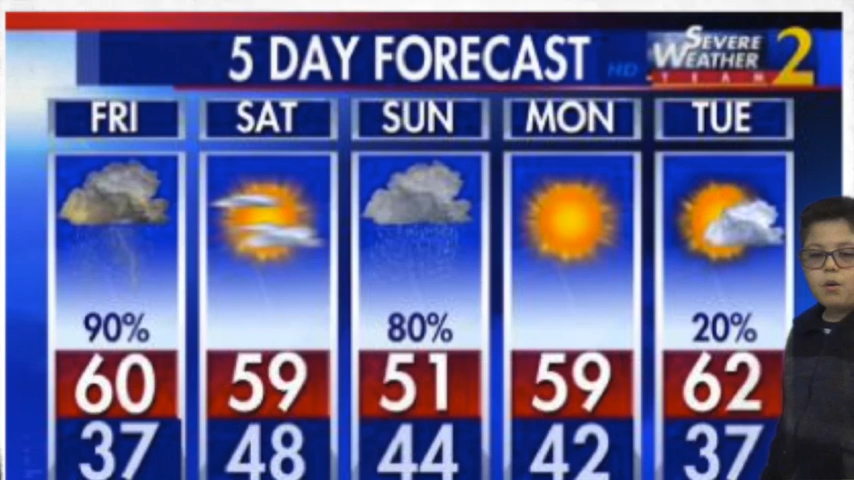 5 DAY FORECAST HD SEVERE WEATHER TEAM 2
FRI SAT SUN MON TUE
90% 80% 20%
60 59 51 59 62
37 48 44 42 37